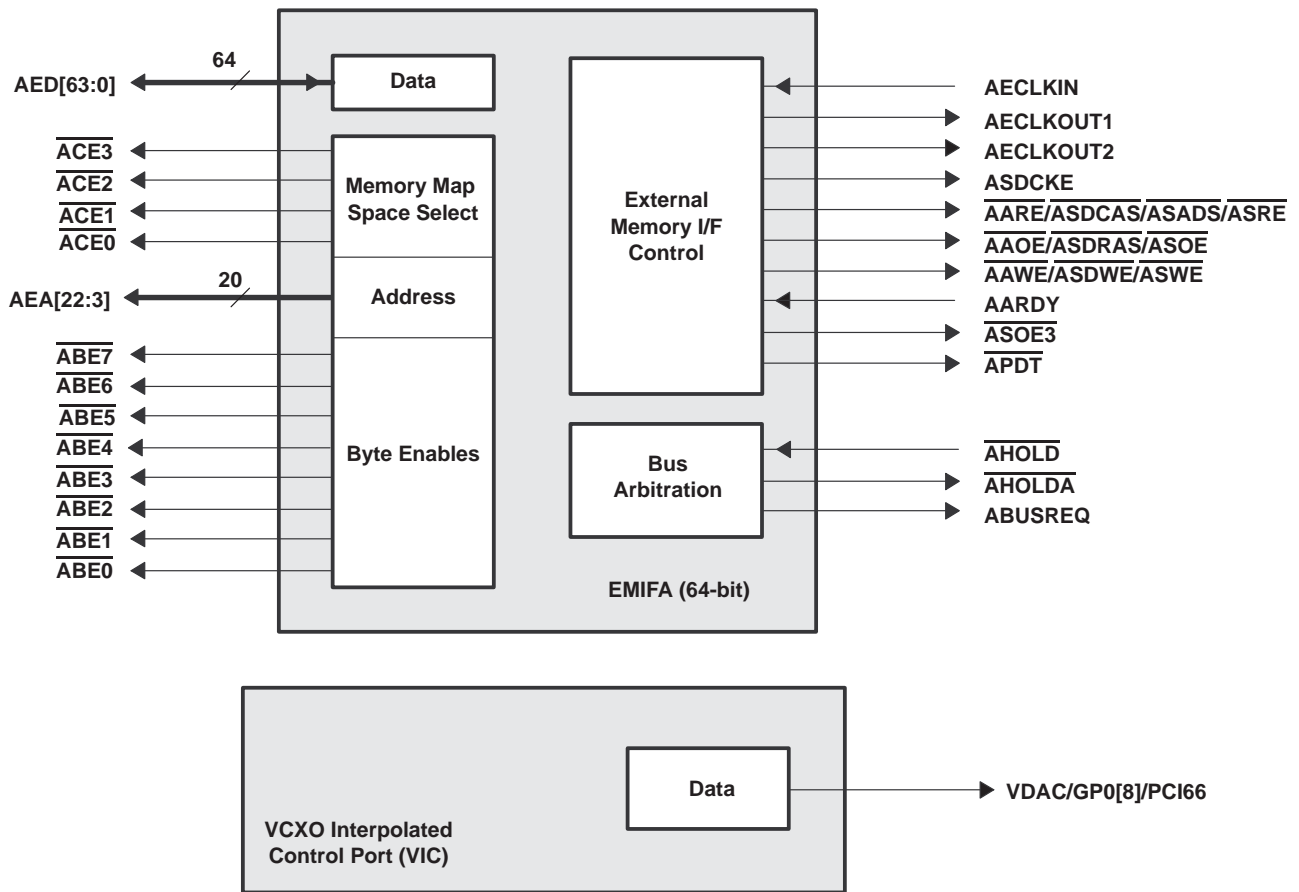 64
AED[63:0]
Data
ACE3
ACE2
ACE1
ACE0
Memory Map
Space Select
20
AEA[22:3]
Address
ABE7
ABE6
ABE5
ABE4
ABE3
ABE2
ABE1
ABE0
Byte Enables
External
Memory I/F
Control
AECLKIN
AECLKOUT1
AECLKOUT2
ASDCKE
AARE/ASDCAS/ASADS/ASRE
AAOE/ASDRAS/ASOE
AAWE/ASDWE/ASWE
AARDY
ASOE3
APDT
Bus
Arbitration
AHOLD
AHOLDA
ABUSREQ
EMIFA (64-bit)
Data
VDAC/GP0[8]/PCI66
VCXO Interpolated
Control Port (VIC)